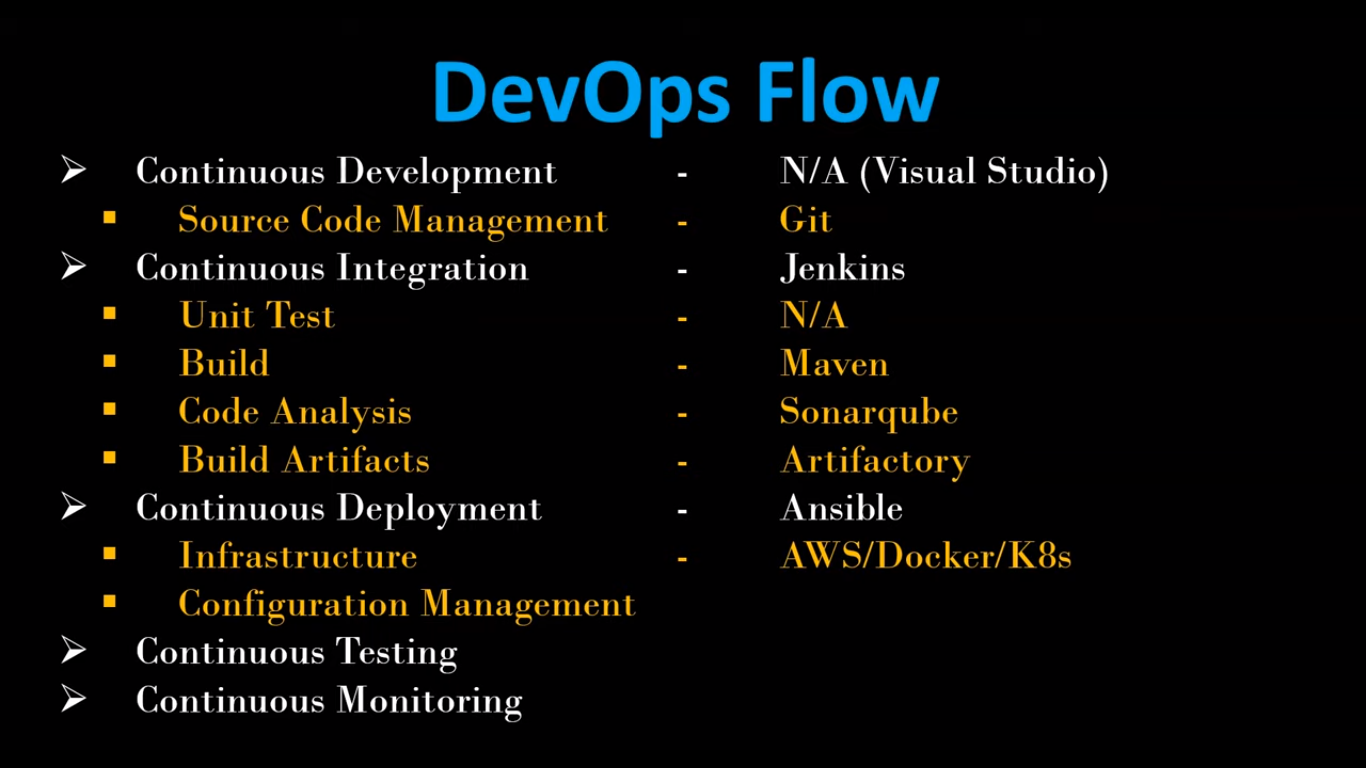 DevOps Flow
➢ Continuous Development - N/A (Visual Studio)
▪ Source Code Management - Git
➢ Continuous Integration - Jenkins
▪ Unit Test - N/A
▪ Build - Maven
▪ Code Analysis - Sonarqube
▪ Build Artifacts - Artifactory
➢ Continuous Deployment - Ansible
▪ Infrastructure - AWS/Docker/K8s
▪ Configuration Management
➢ Continuous Testing
➢ Continuous Monitoring